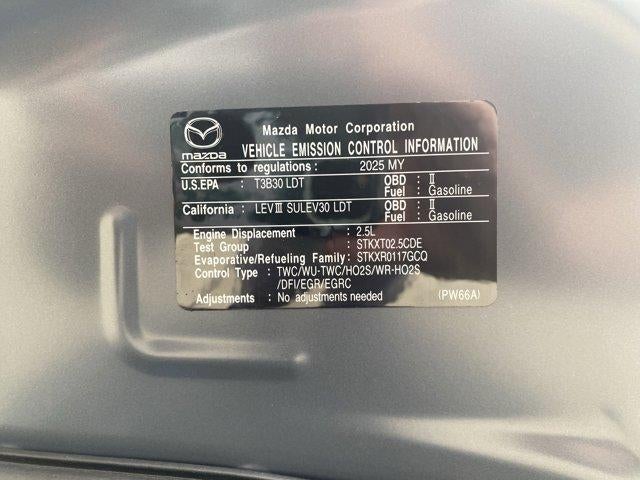 Mazda Motor Corporation
mazda
VEHICLE EMISSION CONTROL INFORMATION
Conforms to regulations : 2025 MY
U.S.EPA : T3B30 LDT OBD : Ⅱ
Fuel : Gasoline
California : LEVⅢ SULEV30 LDT OBD : Ⅱ
Fuel : Gasoline
Engine Displacement : 2.5L
Test Group : STKXT02.5CDE
Evaporative/Refueling Family : STKXR0117GCQ
Control Type : TWC/WU-TWC/HO2S/WR-HO2S
/DFI/EGR/EGRC
Adjustments : No adjustments needed (PW66A)